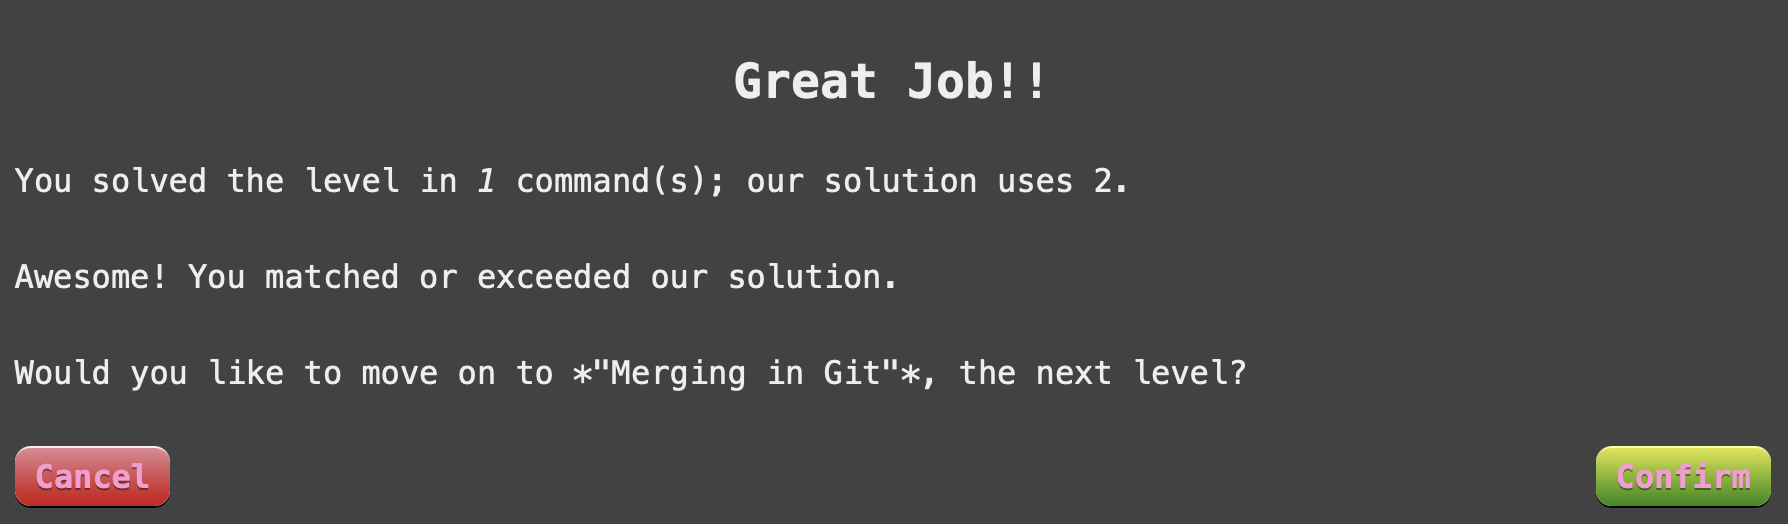 Great Job!!
You solved the level in 1 command(s); our solution uses 2.
Awesome! You matched or exceeded our solution.
Would you like to move on to *"Merging in Git"*, the next level?
Cancel
Confirm